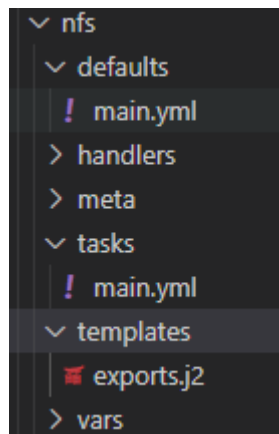 nfs
defaults
! main.yml
handlers
meta
tasks
! main.yml
templates
exports.j2
vars